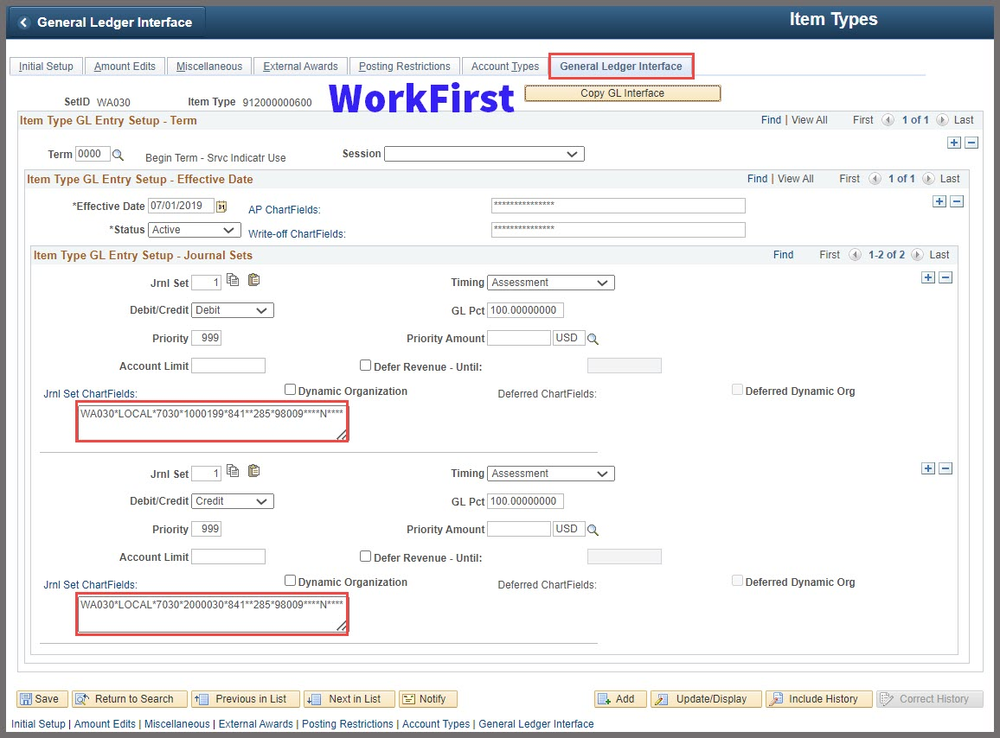 General Ledger Interface
Item Types
Initial Setup Amount Edits Miscellaneous External Awards Posting Restrictions Account Types General Ledger Interface
WorkFirst
Copy GL Interface
SetID WA030 Item Type 912000000600
Item Type GL Entry Setup - Term Find | View All First 1 of 1 Last
Term 0000 Begin Term - Srvc Indicatr Use Session
Item Type GL Entry Setup - Effective Date Find | View All First 1 of 1 Last
*Effective Date 07/01/2019 31 AP ChartFields: ***************
*Status Active Write-off ChartFields: ***************
Item Type GL Entry Setup - Journal Sets Find First 1-2 of 2 Last
Jrnl Set 1 Timing Assessment
Debit/Credit Debit GL Pct 100.00000000
Priority 999 Priority Amount USD
Account Limit Defer Revenue - Until:
Jrnl Set ChartFields: Dynamic Organization Deferred ChartFields: Deferred Dynamic Org
WA030*LOCAL*7030*1000199*841**285*98009****N****
Jrnl Set 1 Timing Assessment
Debit/Credit Credit GL Pct 100.00000000
Priority 999 Priority Amount USD
Account Limit Defer Revenue - Until:
Jrnl Set ChartFields: Dynamic Organization Deferred ChartFields: Deferred Dynamic Org
WA030*LOCAL*7030*2000030*841**285*98009****N****
Save Return to Search Previous in List Next in List Notify Add Update/Display Include History Correct History
Initial Setup | Amount Edits | Miscellaneous | External Awards | Posting Restrictions | Account Types | General Ledger Interface